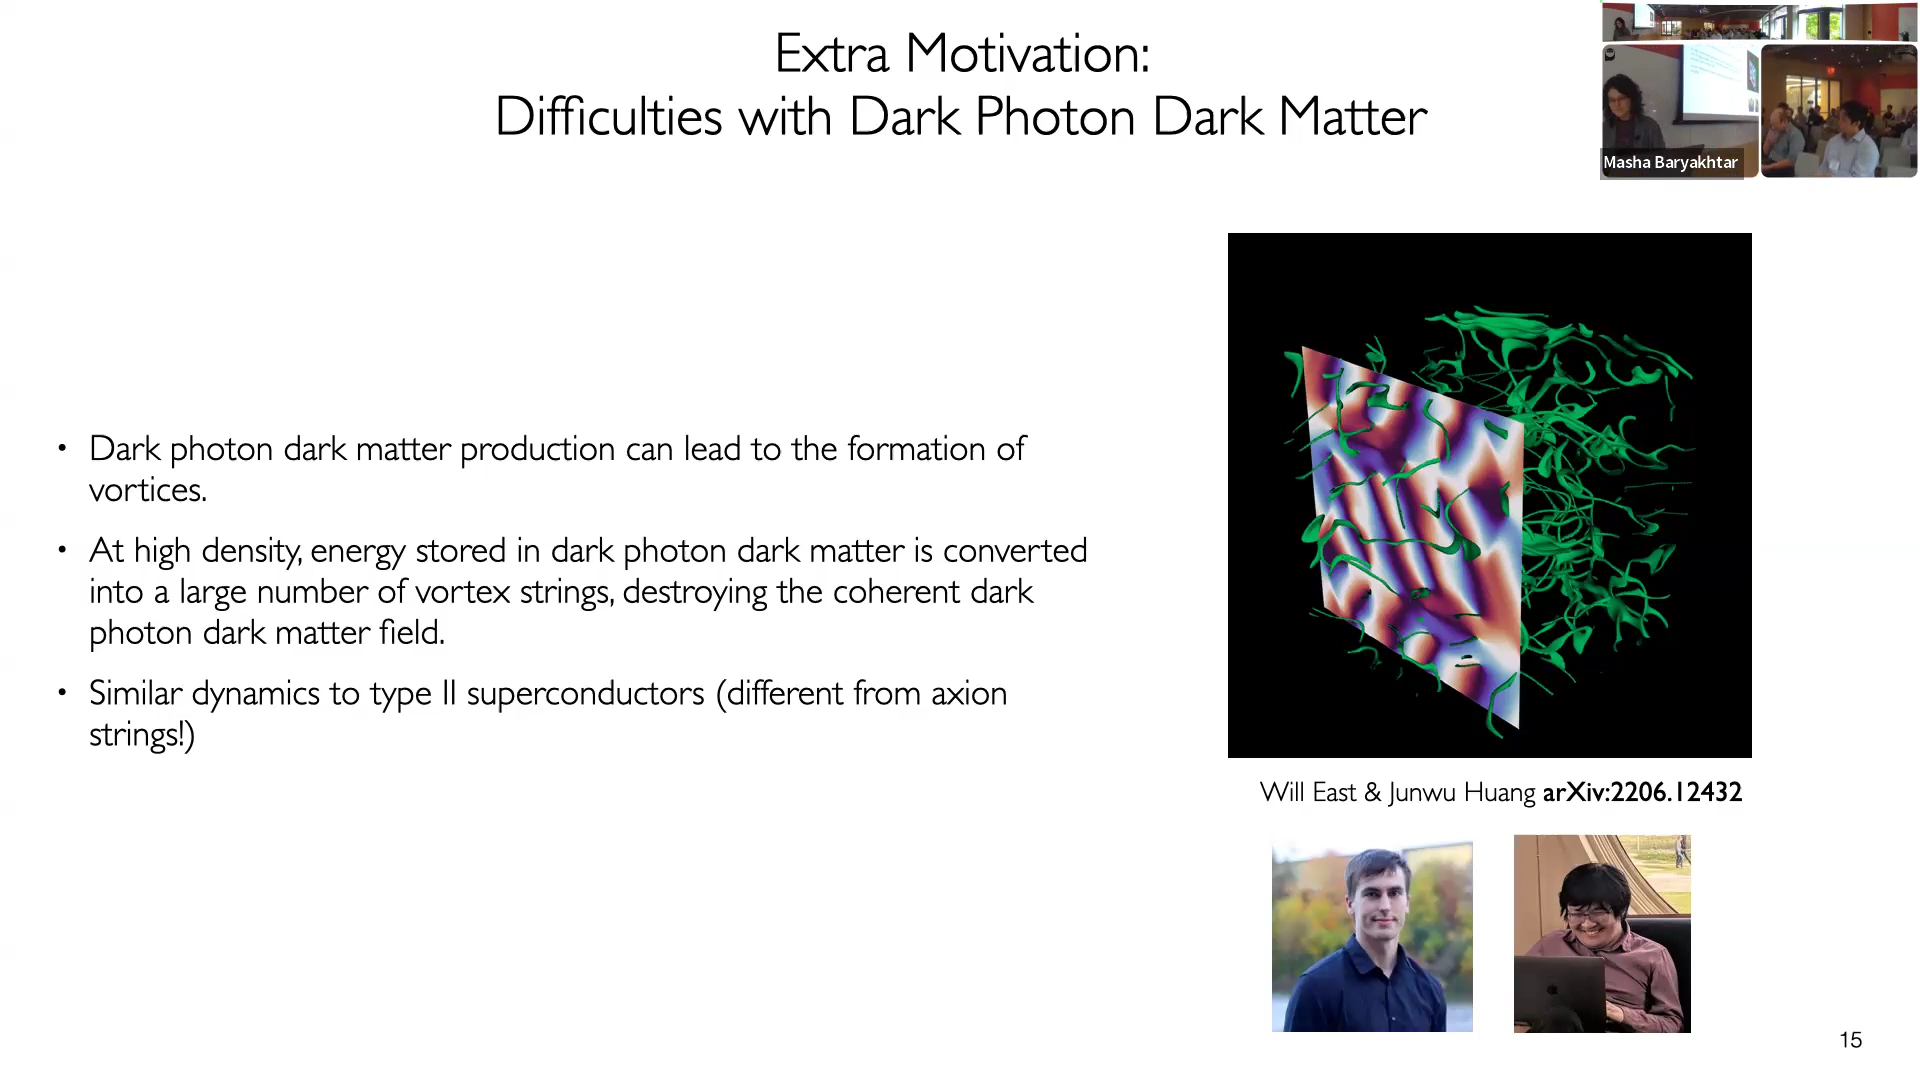 Extra Motivation:
Difficulties with Dark Photon Dark Matter
Masha Baryakhtar
• Dark photon dark matter production can lead to the formation of
vortices.
• At high density, energy stored in dark photon dark matter is converted
into a large number of vortex strings, destroying the coherent dark
photon dark matter field.
• Similar dynamics to type II superconductors (different from axion
strings!)
Will East & Junwu Huang arXiv:2206.12432
15